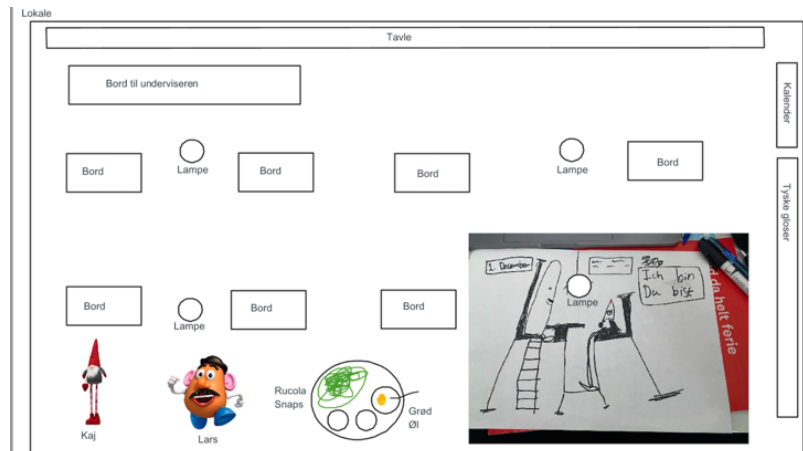 Lokale
Tavle
Bord til underviseren
Kalender
Bord
Lampe
Bord
Bord
Lampe
Bord
Tyske gloser
Bord
Lampe
Bord
Bord
1. December
Ich bin
Du bist
Lampe
da helt ferie
Kaj
Lars
Rucola
Snaps
Grød
Øl